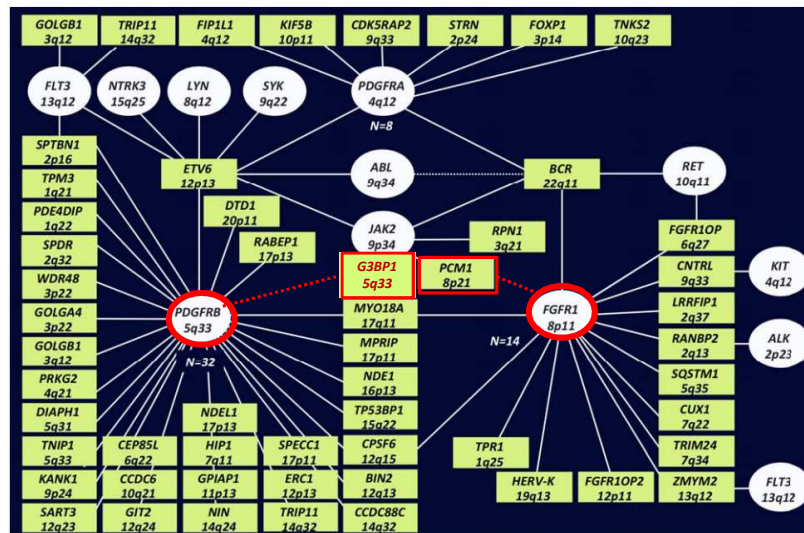 GOLGB1
3q12
TRIP11
14q32
FIP1L1
4q12
KIF5B
10p11
CDK5RAP2
9q33
STRN
2p24
FOXP1
3p14
TNKS2
10q23
FLT3
13q12
NTRK3
15q25
LYN
8q12
SYK
9q22
PDGFRA
4q12
N=8
SPTBN1
2p16
TPM3
1q21
PDE4DIP
1q22
SPDR
2q32
WDR48
3p22
GOLGA4
3p22
GOLGB1
3q12
PRKG2
4q21
DIAPH1
5q31
TNIP1
5q33
KANK1
9p24
SART3
12q23
ETV6
12p13
ABL
9q34
BCR
22q11
RET
10q11
DTD1
20p11
RABEP1
17p13
JAK2
9p34
RPN1
3q21
FGFR1OP
6q27
G3BP1
5q33
PCM1
8p21
CNTRL
9q33
KIT
4q12
PDGFRB
5q33
N=32
MYO18A
17q11
FGFR1
8p11
N=14
LRRFIP1
2q37
RANBP2
2q13
ALK
2p23
MPRIP
17p11
NDE1
16p13
TP53BP1
15q22
CPSF6
12q15
BIN2
12q13
CCDC88C
14q32
SQSTM1
5q35
CUX1
7q22
TRIM24
7q34
ZMYM2
13q12
FLT3
13q12
NDEL1
17p13
CEP85L
6q22
HIP1
7q11
SPECC1
17p11
CCDC6
10q21
GPIAP1
11p13
ERC1
12p13
GIT2
12q24
NIN
14q24
TRIP11
14q32
TPR1
1q25
HERV-K
19q13
FGFR1OP2
12p11